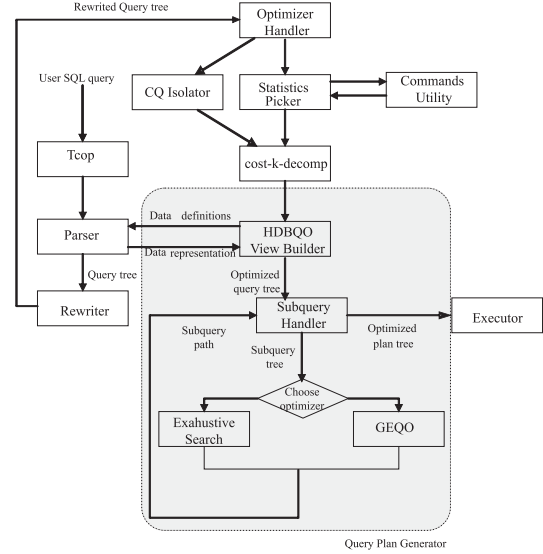 Rewrited Query tree
Optimizer
Handler
User SQL query
CQ Isolator
Statistics
Picker
Commands
Utility
Tcop
cost-k-decomp
Data definitions
Parser
HDBQO
View Builder
Data representation
Query tree
Optimized
query tree
Rewriter
Subquery
Handler
Executor
Subquery
path
Optimized
plan tree
Subquery
tree
Choose
optimizer
Exahustive
Search
GEQO
Query Plan Generator